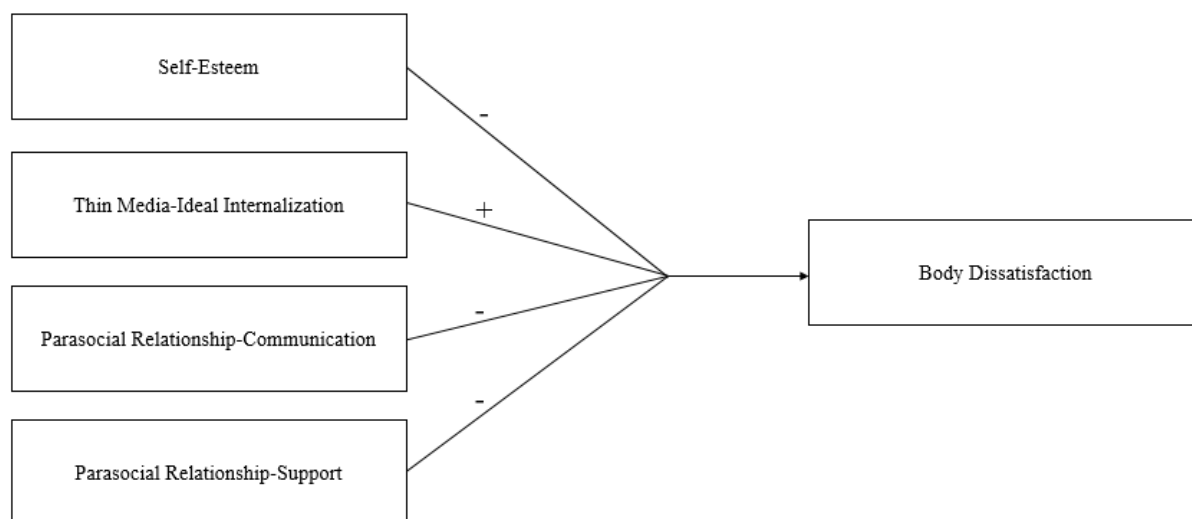 Self-Esteem
-
Thin Media-Ideal Internalization
+
Body Dissatisfaction
Parasocial Relationship-Communication
-
-
Parasocial Relationship-Support